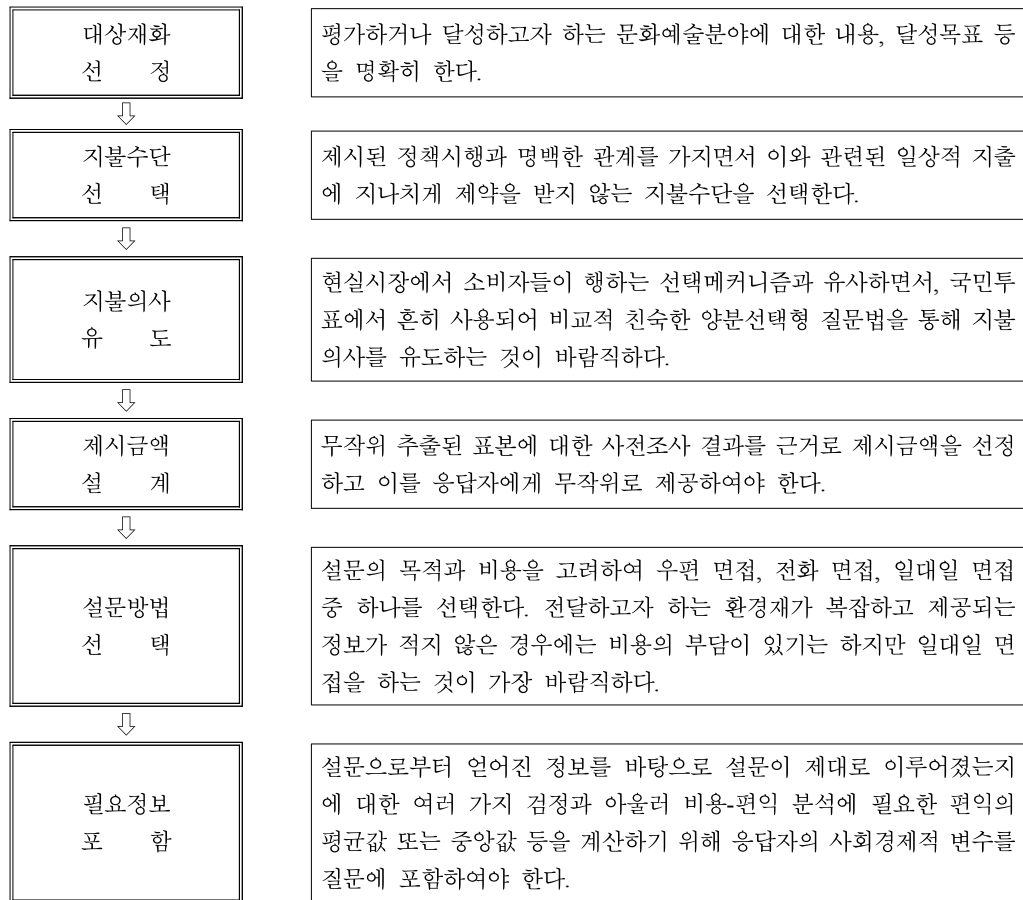 대상재화
선 정
평가하거나 달성하고자 하는 문화예술분야에 대한 내용, 달성목표 등
을 명확히 한다.
지불수단
선 택
제시된 정책시행과 명백한 관계를 가지면서 이와 관련된 일상적 지출
에 지나치게 제약을 받지 않는 지불수단을 선택한다.
지불의사
유 도
현실시장에서 소비자들이 행하는 선택메커니즘과 유사하면서, 국민투
표에서 흔히 사용되어 비교적 친숙한 양분선택형 질문법을 통해 지불
의사를 유도하는 것이 바람직하다.
제시금액
설 계
무작위 추출된 표본에 대한 사전조사 결과를 근거로 제시금액을 선정
하고 이를 응답자에게 무작위로 제공하여야 한다.
설문방법
선 택
설문의 목적과 비용을 고려하여 우편 면접, 전화 면접, 일대일 면접
중 하나를 선택한다. 전달하고자 하는 환경재가 복잡하고 제공되는
정보가 적지 않은 경우에는 비용의 부담이 있기는 하지만 일대일 면
접을 하는 것이 가장 바람직하다.
필요정보
포 함
설문으로부터 얻어진 정보를 바탕으로 설문이 제대로 이루어졌는지
에 대한 여러 가지 검정과 아울러 비용-편익 분석에 필요한 편익의
평균값 또는 중앙값 등을 계산하기 위해 응답자의 사회경제적 변수를
질문에 포함하여야 한다.